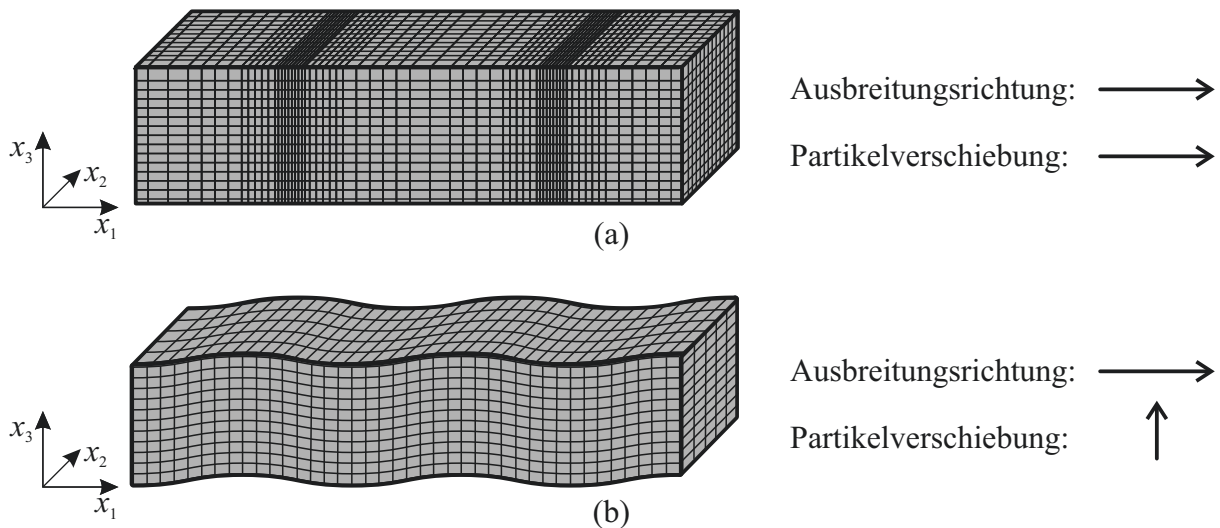 Ausbreitungsrichtung:
Partikelverschiebung:
x3
x2
x1
(a)
Ausbreitungsrichtung:
Partikelverschiebung:
x3
x2
x1
(b)